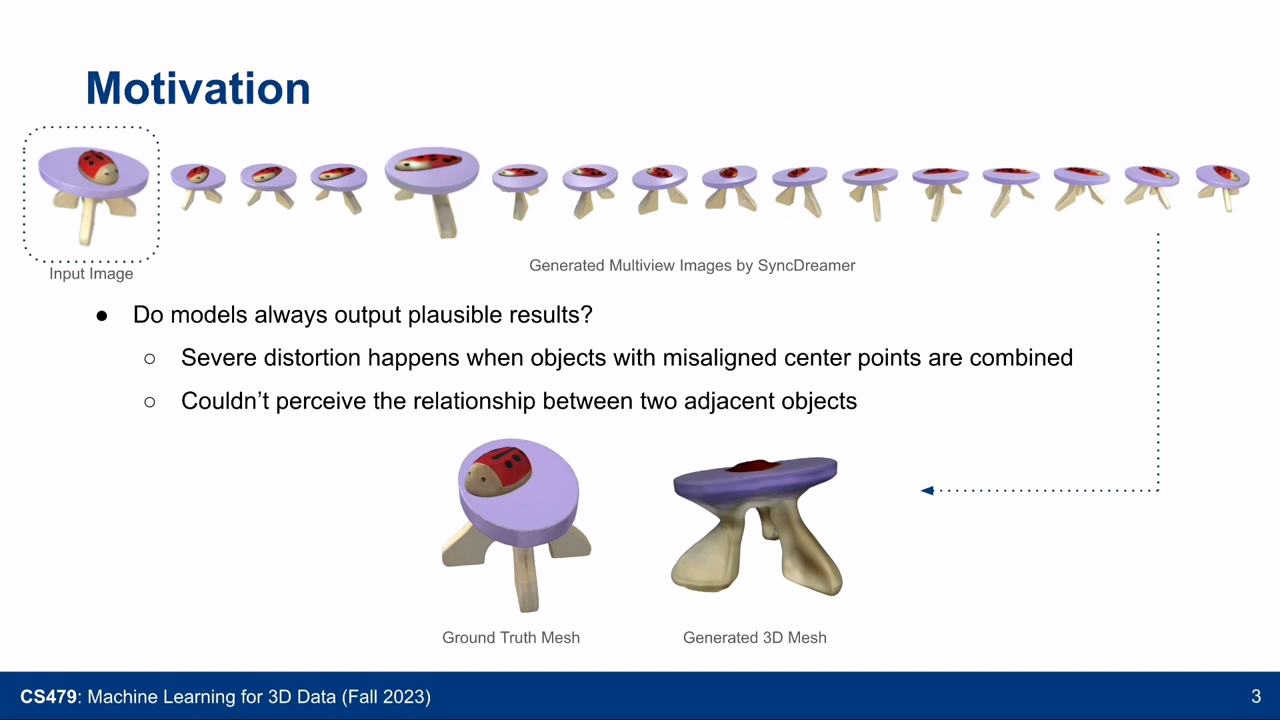 Motivation
Input Image
Generated Multiview Images by SyncDreamer
● Do models always output plausible results?
○ Severe distortion happens when objects with misaligned center points are combined
○ Couldn’t perceive the relationship between two adjacent objects
Ground Truth Mesh
Generated 3D Mesh
CS479: Machine Learning for 3D Data (Fall 2023)
3